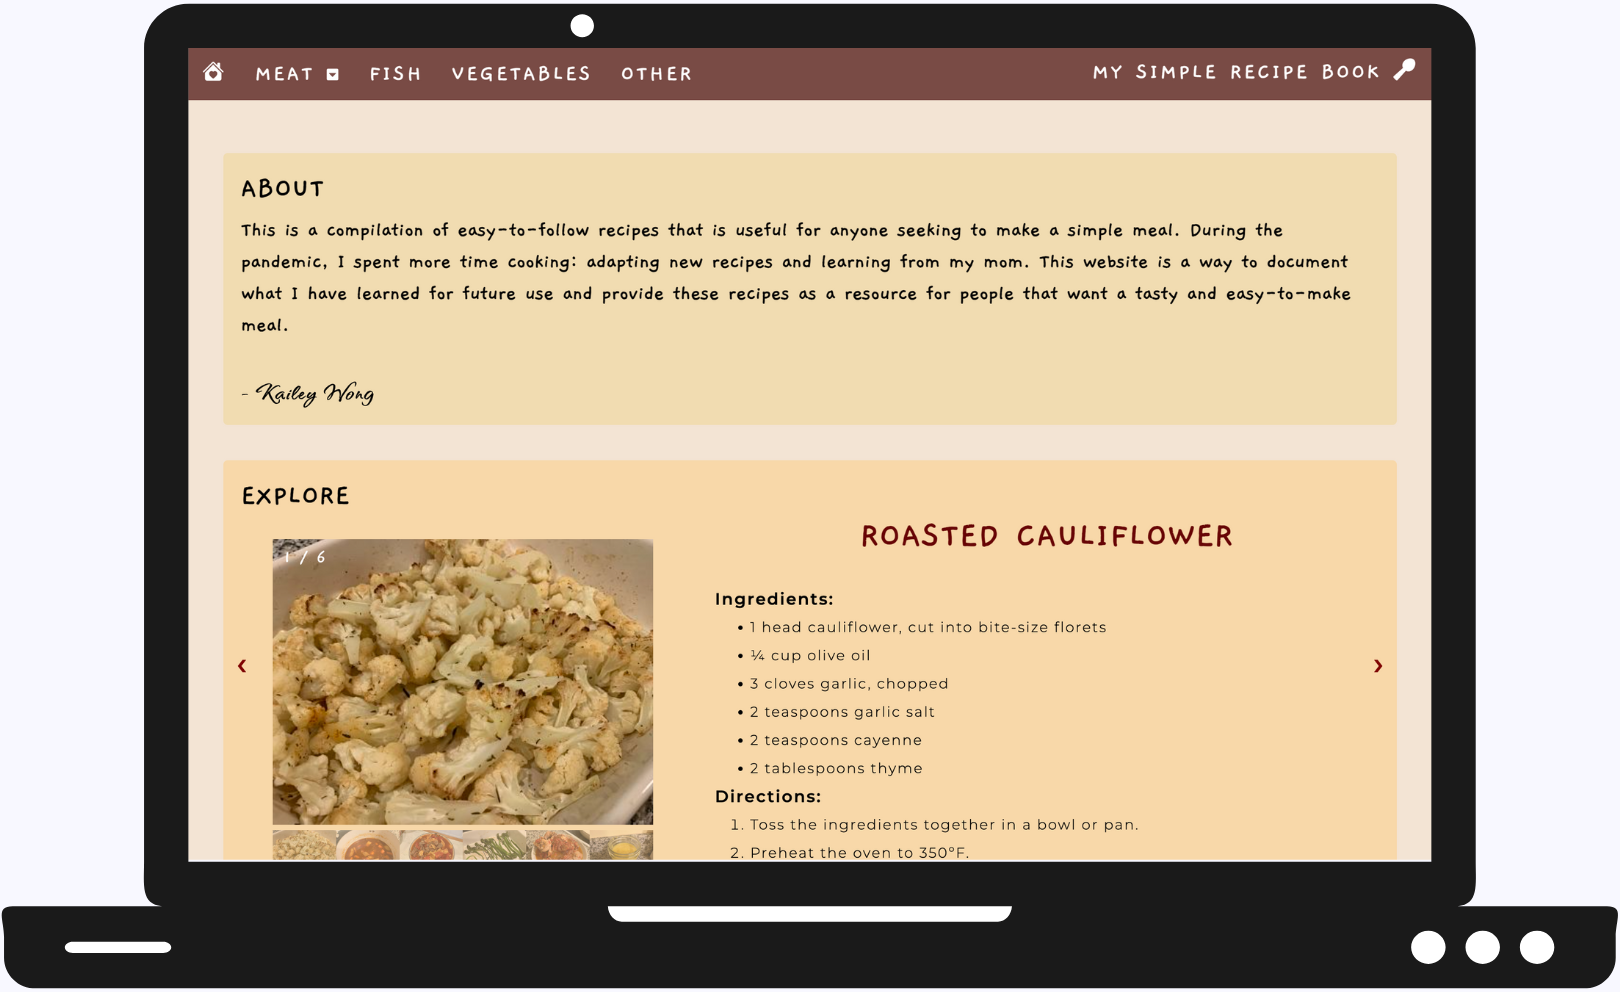 MEAT FISH VEGETABLES OTHER MY SIMPLE RECIPE BOOK
ABOUT
This is a compilation of easy-to-follow recipes that is useful for anyone seeking to make a simple meal. During the
pandemic, I spent more time cooking: adapting new recipes and learning from my mom. This website is a way to document
what I have learned for future use and provide these recipes as a resource for people that want a tasty and easy-to-make
meal.
- Kailey Wong
EXPLORE
1 / 6
ROASTED CAULIFLOWER
Ingredients:
• 1 head cauliflower, cut into bite-size florets
• ¼ cup olive oil
• 3 cloves garlic, chopped
• 2 teaspoons garlic salt
• 2 teaspoons cayenne
• 2 tablespoons thyme
Directions:
1. Toss the ingredients together in a bowl or pan.
2. Preheat the oven to 350°F.